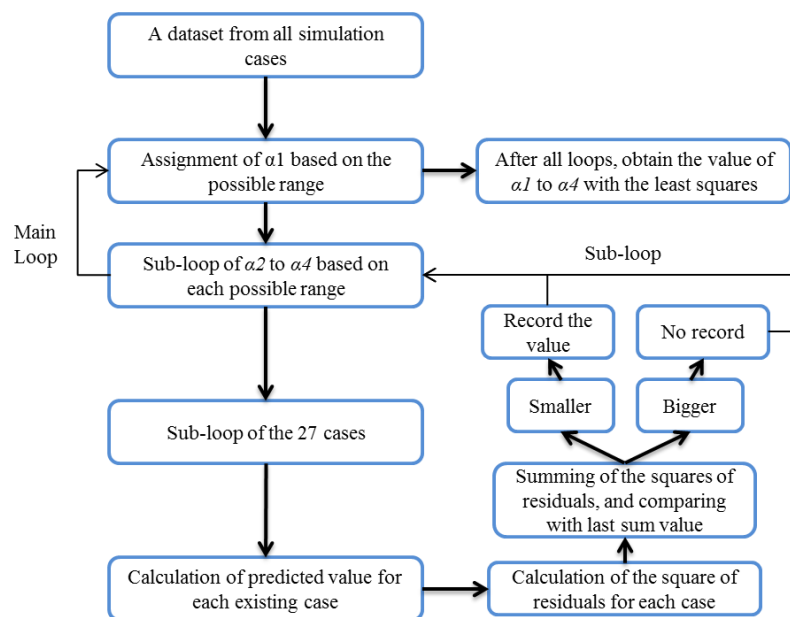 A dataset from all simulation
cases
Assignment of α1 based on the
possible range
After all loops, obtain the value of
α1 to α4 with the least squares
Main
Loop
Sub-loop of α2 to α4 based on
each possible range
Sub-loop
Record the
value
No record
Smaller
Bigger
Sub-loop of the 27 cases
Summing of the squares of
residuals, and comparing
with last sum value
Calculation of predicted value for
each existing case
Calculation of the square of
residuals for each case